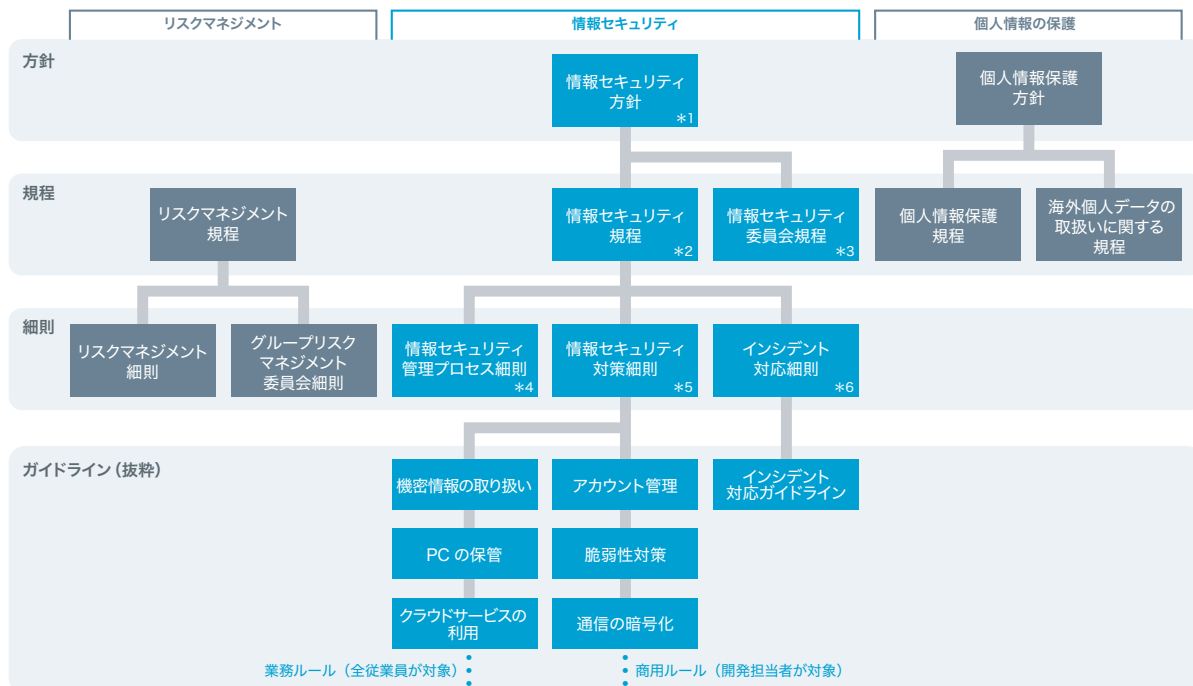 リスクマネジメント
情報セキュリティ
個人情報の保護
方針
情報セキュリティ
方針
*1
個人情報保護
方針
規程
リスクマネジメント
規程
情報セキュリティ
規程
*2
情報セキュリティ
委員会規程
*3
個人情報保護
規程
海外個人データの
取扱いに関する
規程
細則
リスクマネジメント
細則
グループリスク
マネジメント
委員会細則
情報セキュリティ
管理プロセス細則
*4
情報セキュリティ
対策細則
*5
インシデント
対応細則
*6
ガイドライン(抜粋)
機密情報の取り扱い
アカウント管理
インシデント
対応ガイドライン
PC の保管
脆弱性対策
クラウドサービスの
利用
通信の暗号化
業務ルール(全従業員が対象)
商用ルール(開発担当者が対象)